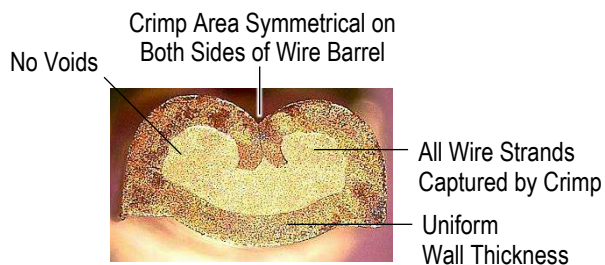 Crimp Area Symmetrical on
Both Sides of Wire Barrel
No Voids
All Wire Strands
Captured by Crimp
Uniform
Wall Thickness